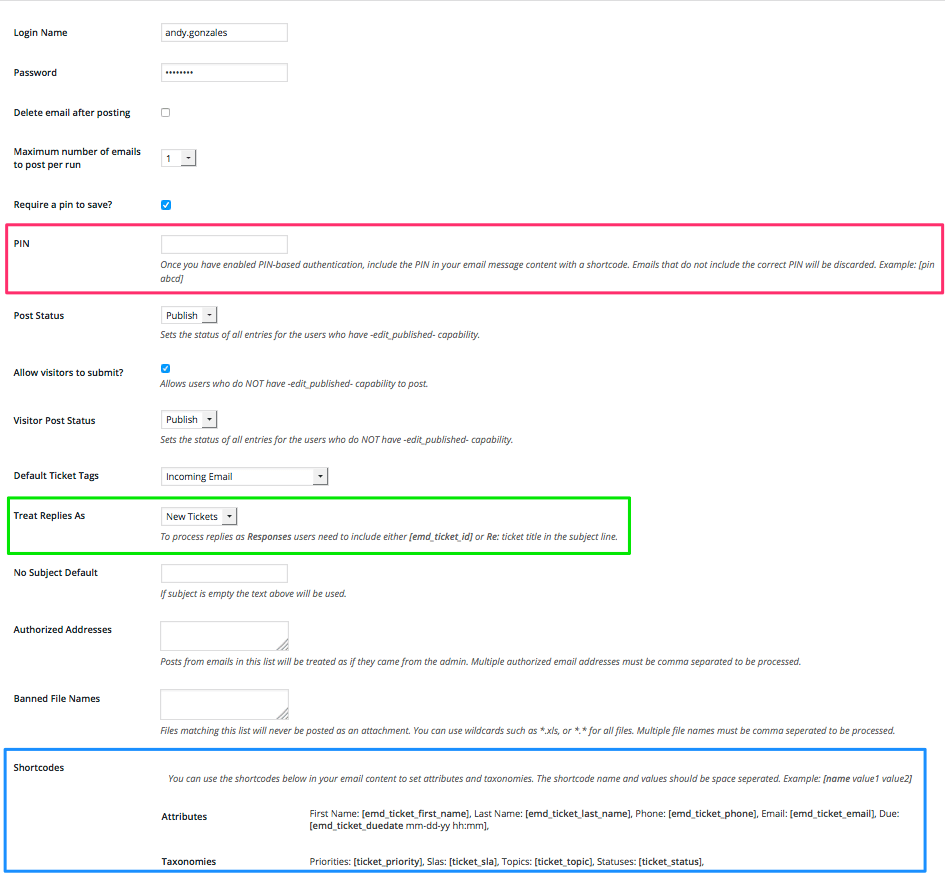 Login Name
andy.gonzales
Password
••••••••
Delete email after posting
Maximum number of emails
to post per run
1
Require a pin to save?
PIN
Once you have enabled PIN-based authentication, include the PIN in your email message content with a shortcode. Emails that do not include the correct PIN will be discarded. Example: [pin
abcd]
Post Status
Publish
Sets the status of all entries for the users who have -edit_published- capability.
Allow visitors to submit?
Allows users who do NOT have -edit_published- capability to post.
Visitor Post Status
Publish
Sets the status of all entries for the users who do NOT have -edit_published- capability.
Default Ticket Tags
Incoming Email
Treat Replies As
New Tickets
To process replies as Responses users need to include either [emd_ticket_id] or Re: ticket title in the subject line.
No Subject Default
If subject is empty the text above will be used.
Authorized Addresses
Posts from emails in this list will be treated as if they came from the admin. Multiple authorized email addresses must be comma separated to be processed.
Banned File Names
Files matching this list will never be posted as an attachment. You can use wildcards such as *.xls, or *.* for all files. Multiple file names must be comma seperated to be processed.
Shortcodes
You can use the shortcodes below in your email content to set attributes and taxonomies. The shortcode name and values should be space seperated. Example: [name value1 value2]
Attributes
First Name: [emd_ticket_first_name], Last Name: [emd_ticket_last_name], Phone: [emd_ticket_phone], Email: [emd_ticket_email], Due:
[emd_ticket_duedate mm-dd-yy hh:mm],
Taxonomies
Priorities: [ticket_priority], Slas: [ticket_sla], Topics: [ticket_topic], Statuses: [ticket_status],